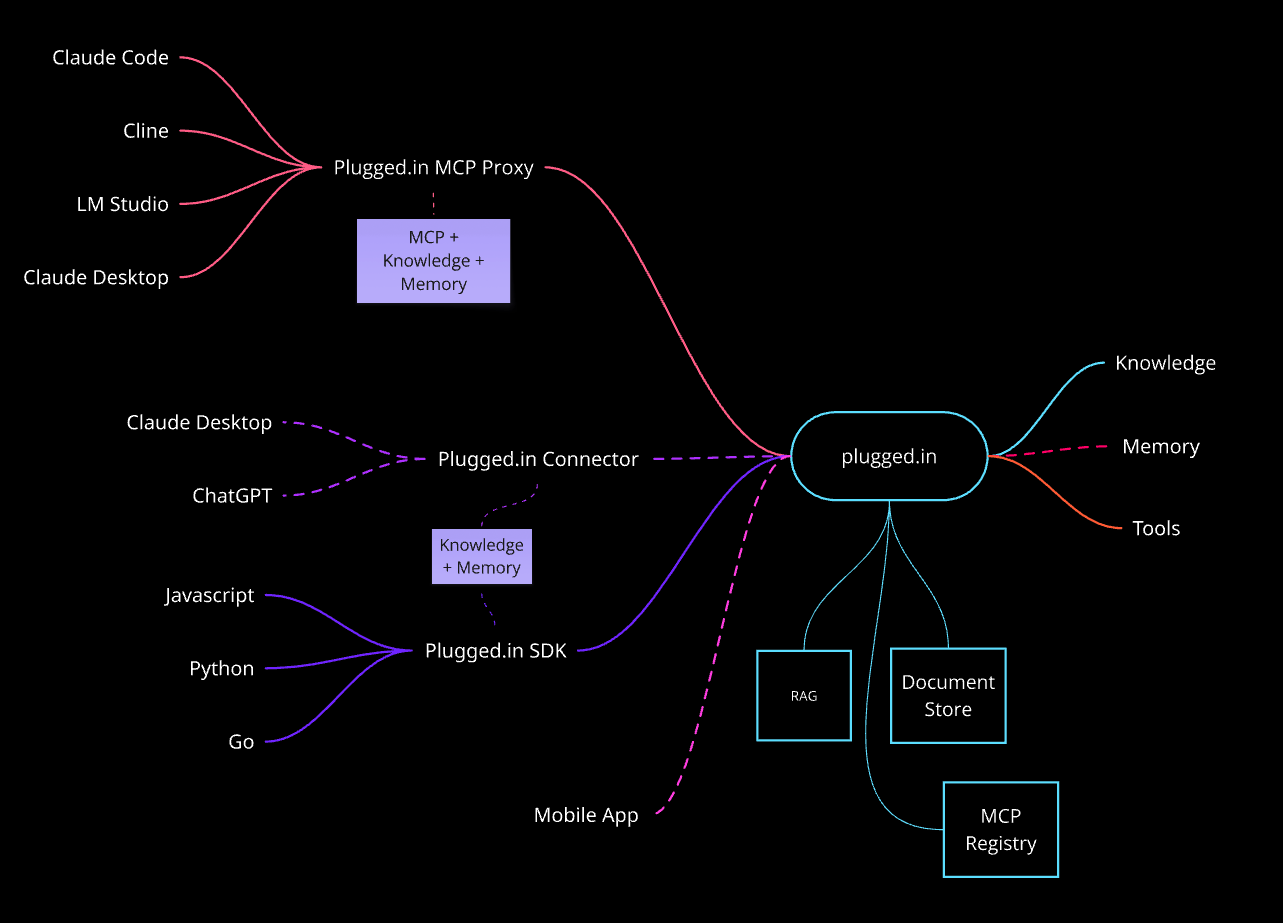 Claude Code
Cline
LM Studio
Claude Desktop
Plugged.in MCP Proxy
MCP +
Knowledge +
Memory
Claude Desktop
ChatGPT
Plugged.in Connector
Knowledge
+ Memory
Javascript
Python
Go
Plugged.in SDK
Mobile App
plugged.in
Knowledge
Memory
Tools
RAG
Document
Store
MCP
Registry